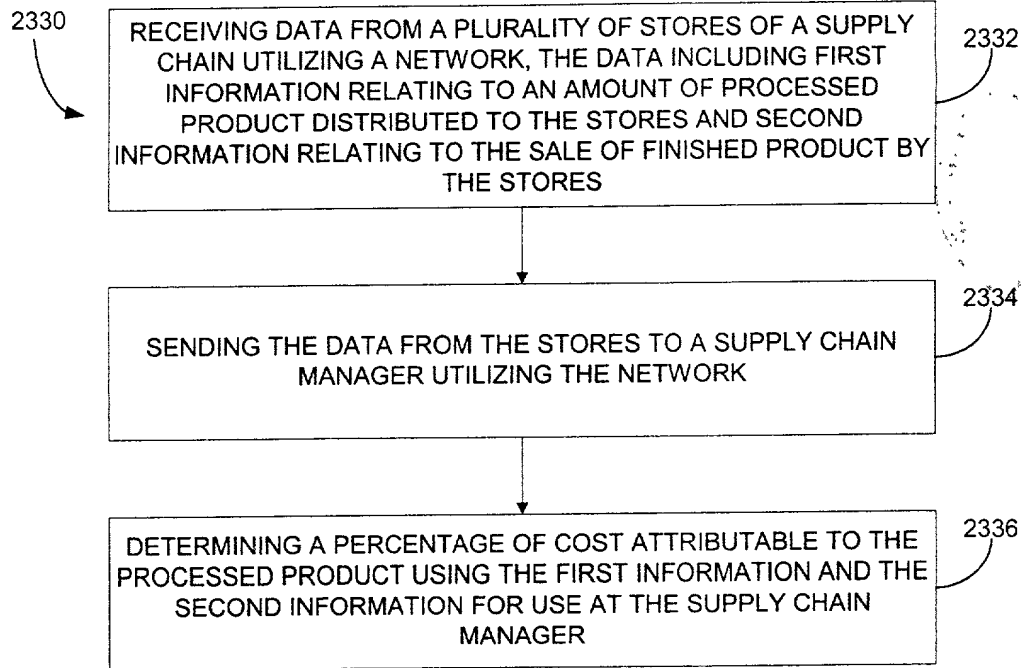 2330
RECEIVING DATA FROM A PLURALITY OF STORES OF A SUPPLY
CHAIN UTILIZING A NETWORK, THE DATA INCLUDING FIRST
INFORMATION RELATING TO AN AMOUNT OF PROCESSED
PRODUCT DISTRIBUTED TO THE STORES AND SECOND
INFORMATION RELATING TO THE SALE OF FINISHED PRODUCT BY
THE STORES
2332
SENDING THE DATA FROM THE STORES TO A SUPPLY CHAIN
MANAGER UTILIZING THE NETWORK
2334
DETERMINING A PERCENTAGE OF COST ATTRIBUTABLE TO THE
PROCESSED PRODUCT USING THE FIRST INFORMATION AND THE
SECOND INFORMATION FOR USE AT THE SUPPLY CHAIN
MANAGER
2336